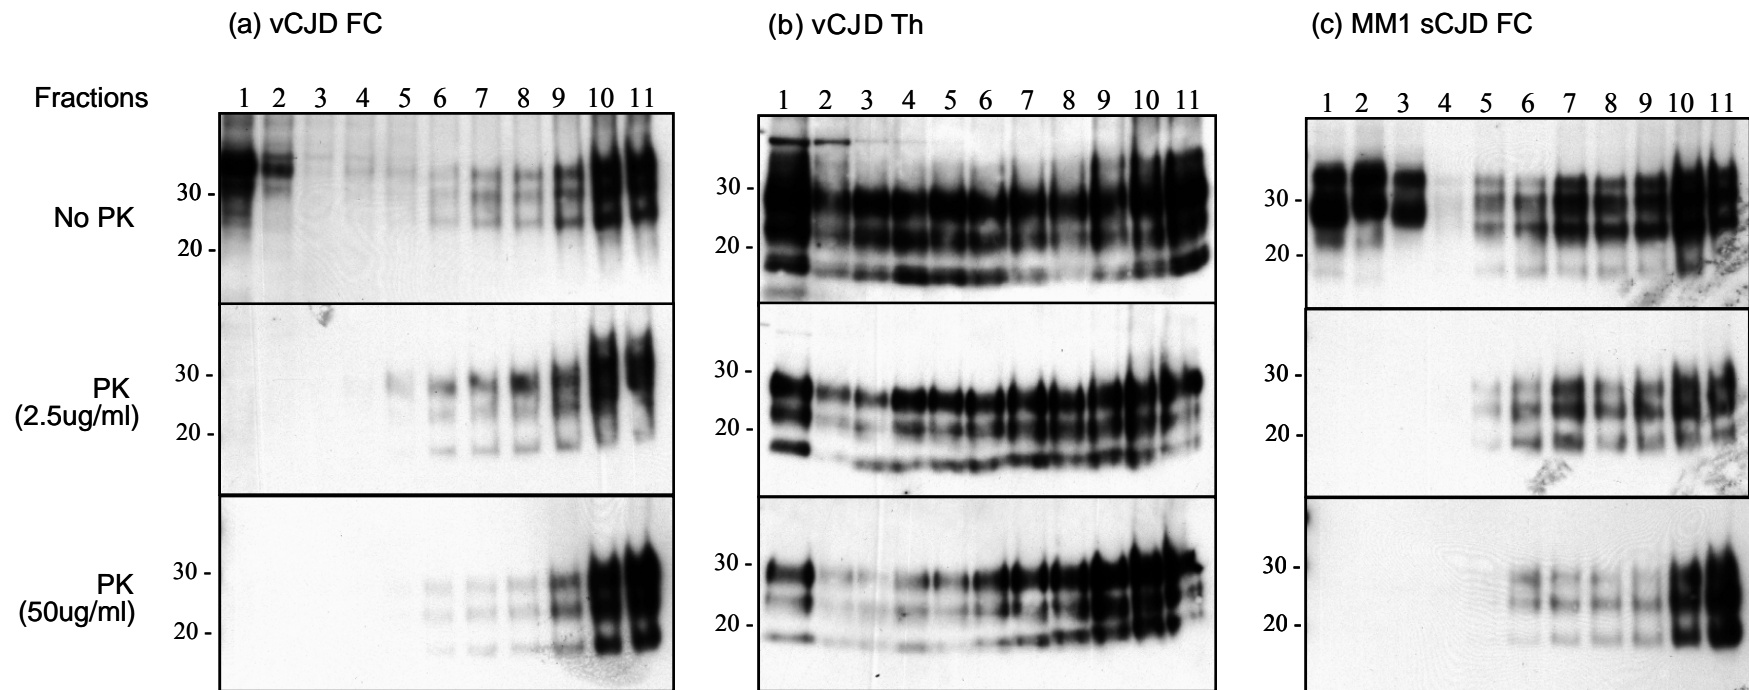 (a) vCJD FC (b) vCJD Th (c) MM1 sCJD FC
Fractions 1 2 3 4 5 6 7 8 9 10 11 1 2 3 4 5 6 7 8 9 10 11 1 2 3 4 5 6 7 8 9 10 11
30 - 30 - 30 -
No PK
20 - 20 - 20 -
30 - 30 - 30 -
PK
(2.5ug/ml)
20 - 20 - 20 -
30 - 30 - 30 -
PK
(50ug/ml)
20 - 20 - 20 -